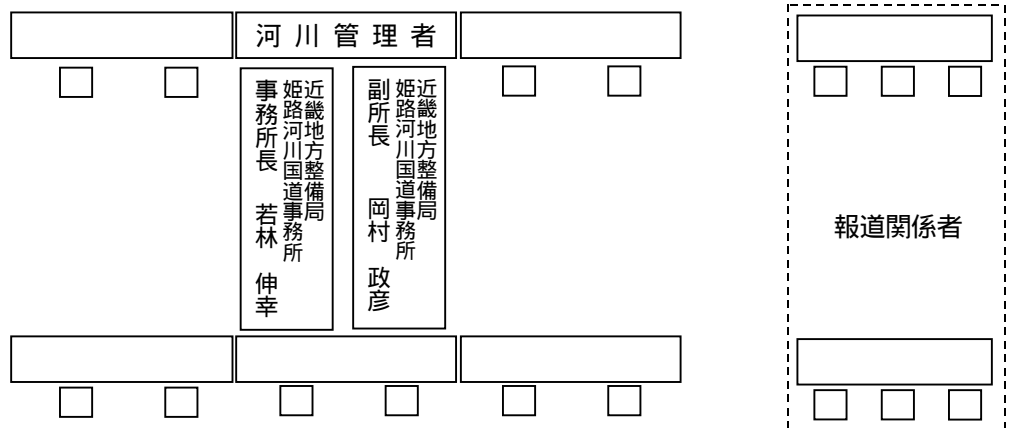 河川管理者
近畿地方整備局
姫路河川国道事務所
副所長 岡村 政彦
近畿地方整備局
姫路河川国道事務所
事務所長 若林 伸幸
報道関係者